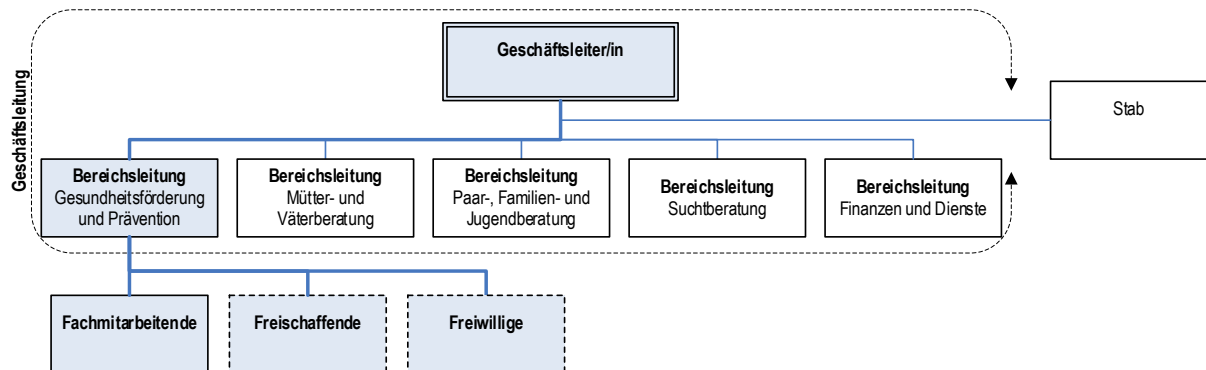 Geschäftsleitung
Geschäftsleiter/in
Stab
Bereichsleitung
Gesundheitsförderung
und Prävention
Bereichsleitung
Mütter- und
Väterberatung
Bereichsleitung
Paar-, Familien- und
Jugendberatung
Bereichsleitung
Suchtberatung
Bereichsleitung
Finanzen und Dienste
Fachmitarbeitende
Freischaffende
Freiwillige